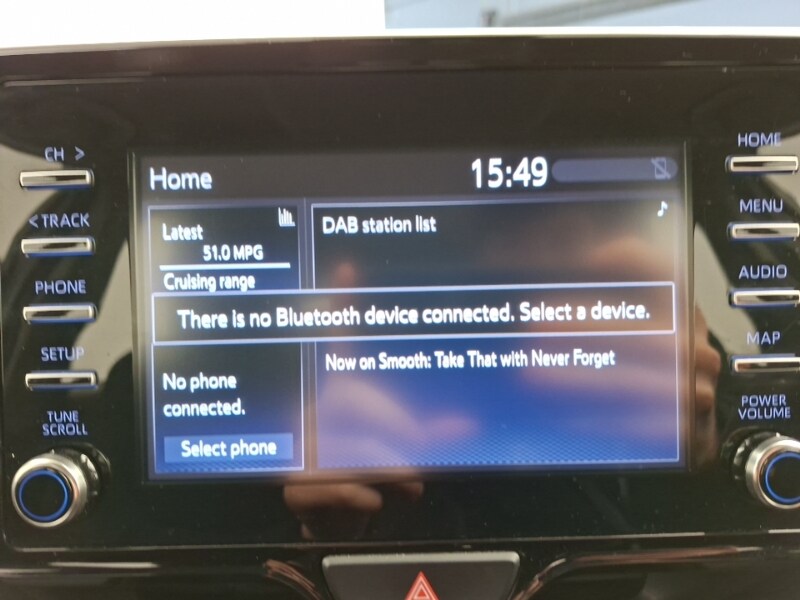 CH >
< TRACK
PHONE
SETUP
TUNE
SCROLL
Home
15:49
Latest
51.0 MPG
Cruising range
DAB station list
There is no Bluetooth device connected. Select a device.
No phone
connected.
Select phone
Now on Smooth: Take That with Never Forget
HOME
MENU
AUDIO
MAP
POWER
VOLUME